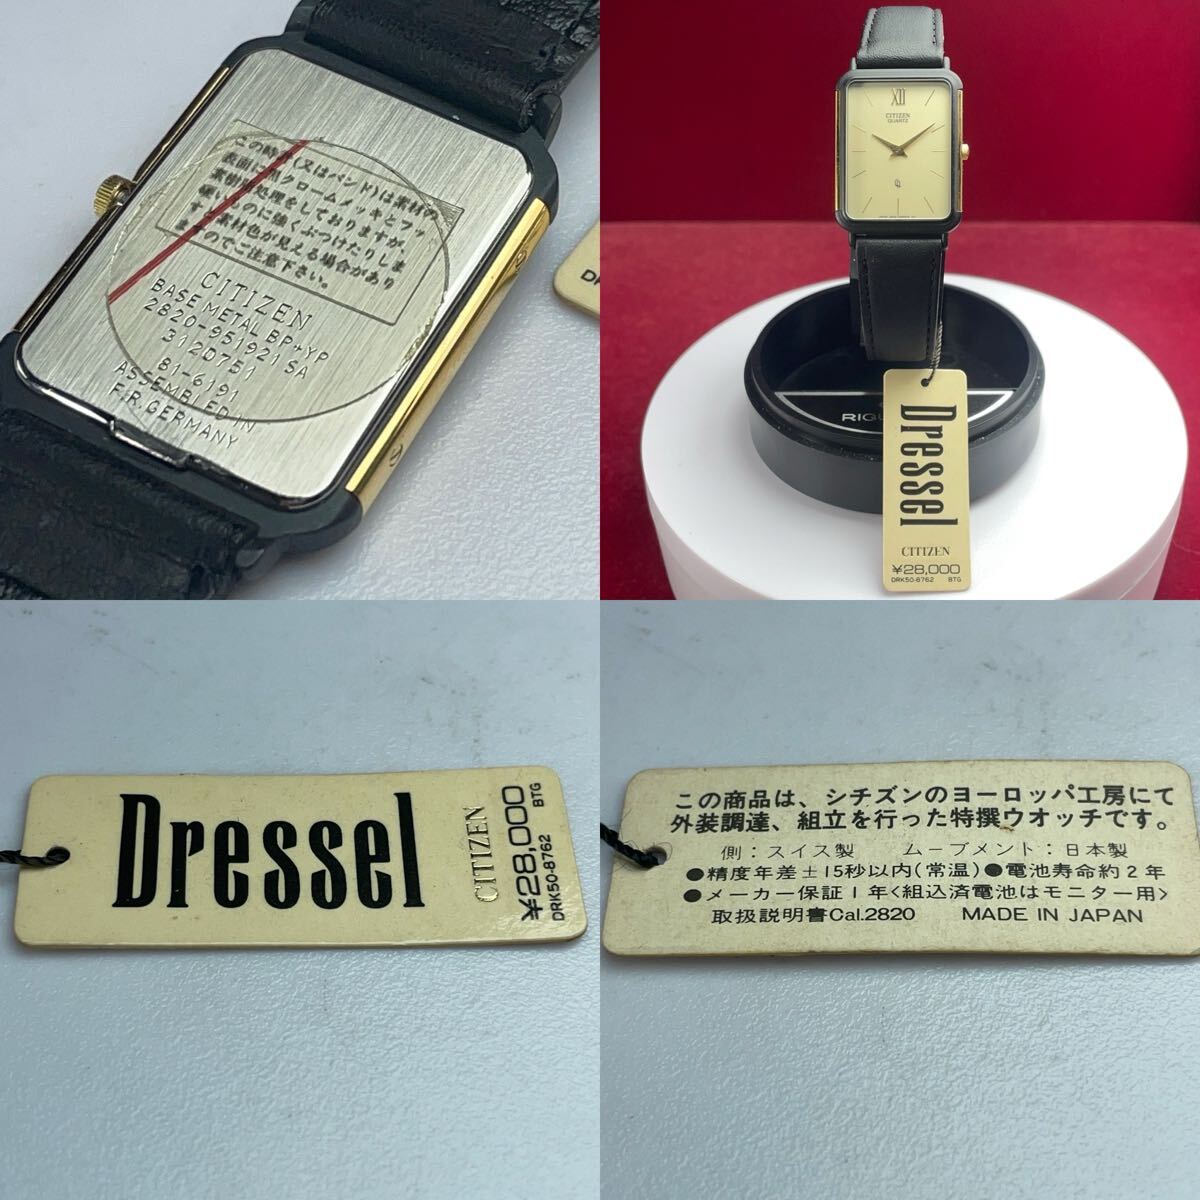 この時計(又はバンド)は素材の
表面に黒クロームメッキとフッ
素樹脂処理をしておりますが、
硬いものに強くぶつけたりしま
すと素材色が見える場合があり
ますのでご注意下さい。
CITIZEN
BASE METAL BP+YP
2820-951921 SA
312D751
81-6191
ASSEMBLED IN
F.R.GERMANY
XII
CITIZEN
QUARTZ
Dressel
CITIZEN
¥28,000
DRK50-8762 BTG
Dressel
CITIZEN
¥28,000
DRK50-8762 BTG
この商品は、シチズンのヨーロッパ工房にて
外装調達、組立を行った特撰ウオッチです。
側:スイス製 ムーブメント:日本製
●精度年差±15秒以内(常温)●電池寿命約2年
●メーカー保証1年<組込済電池はモニター用>
取扱説明書Cal.2820 MADE IN JAPAN